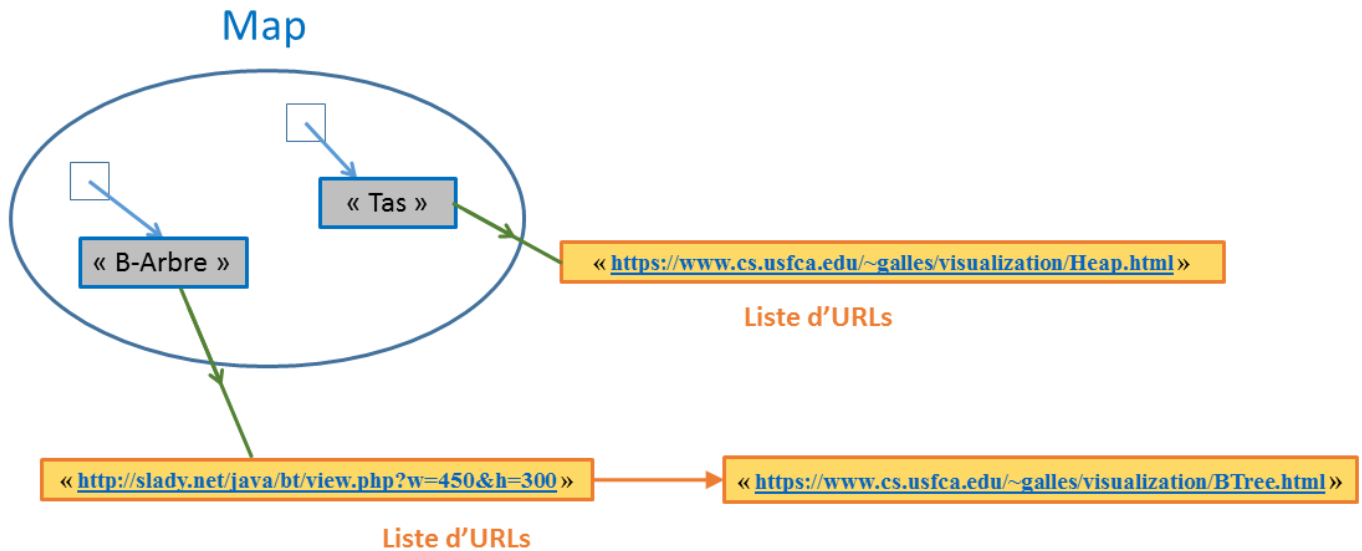 Map
« Tas »
« B-Arbre »
« https://www.cs.usfca.edu/~galles/visualization/Heap.html »
Liste d’URLs
« http://slady.net/java/bt/view.php?w=450&h=300 »
« https://www.cs.usfca.edu/~galles/visualization/BTree.html »
Liste d’URLs